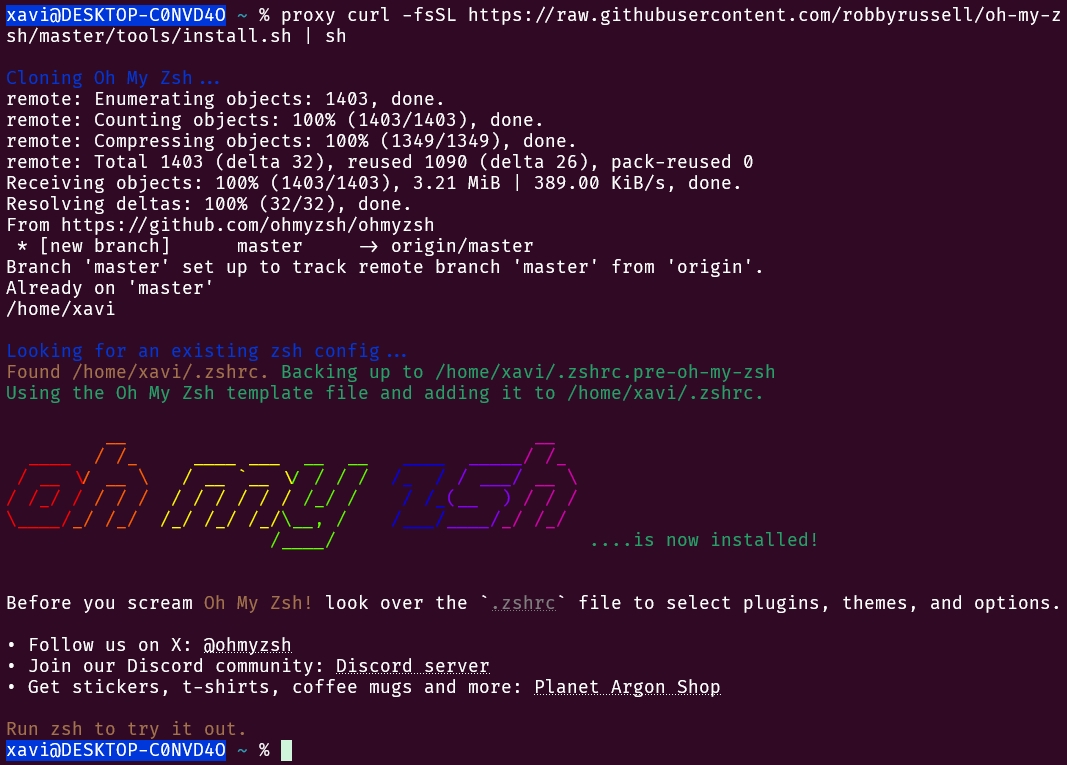 xavi@DESKTOP-C0NVD4O ~ % proxy curl -fsSL https://raw.githubusercontent.com/robbyrussell/oh-my-z
sh/master/tools/install.sh | sh
Cloning Oh My Zsh...
remote: Enumerating objects: 1403, done.
remote: Counting objects: 100% (1403/1403), done.
remote: Compressing objects: 100% (1349/1349), done.
remote: Total 1403 (delta 32), reused 1090 (delta 26), pack-reused 0
Receiving objects: 100% (1403/1403), 3.21 MiB | 389.00 KiB/s, done.
Resolving deltas: 100% (32/32), done.
From https://github.com/ohmyzsh/ohmyzsh
 * [new branch]      master     -> origin/master
Branch 'master' set up to track remote branch 'master' from 'origin'.
Already on 'master'
/home/xavi
Looking for an existing zsh config...
Found /home/xavi/.zshrc. Backing up to /home/xavi/.zshrc.pre-oh-my-zsh
Using the Oh My Zsh template file and adding it to /home/xavi/.zshrc.
oh my zsh
....is now installed!
Before you scream Oh My Zsh! look over the `.zshrc` file to select plugins, themes, and options.
• Follow us on X: @ohmyzsh
• Join our Discord community: Discord server
• Get stickers, t-shirts, coffee mugs and more: Planet Argon Shop
Run zsh to try it out.
xavi@DESKTOP-C0NVD4O ~ %